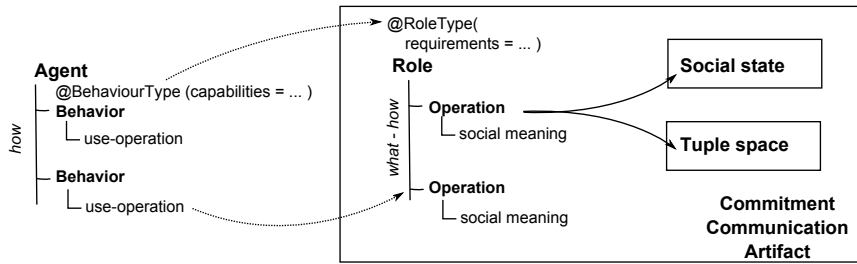 Agent
@BehaviourType (capabilities = ... )
Behavior
use-operation
Behavior
use-operation
how
@RoleType(
requirements = ... )
Role
Operation
social meaning
Operation
social meaning
what - how
Social state
Tuple space
Commitment
Communication
Artifact